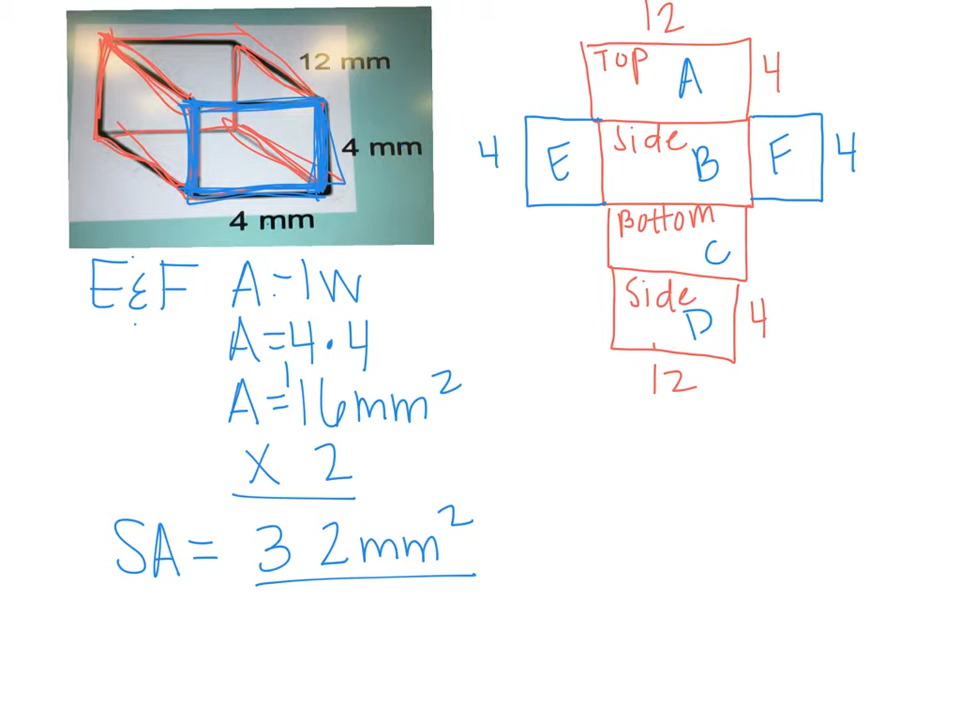 12 mm
4 mm
4 mm
12
Top A 4
4 E Side B F 4
Bottom C
Side D 4
12
E & F A = lw
A = 4 · 4
A = 16mm²
x 2
SA = 32mm²